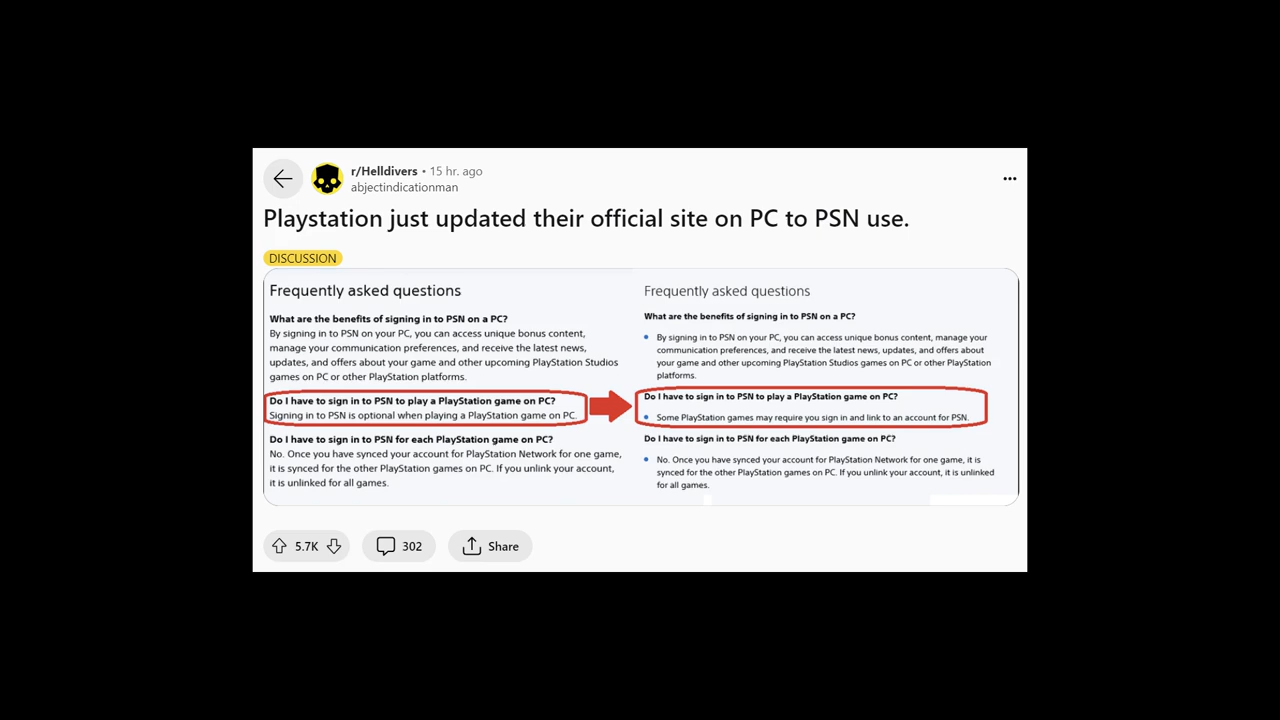 r/Helldivers • 15 hr. ago
abjectindicationman
Playstation just updated their official site on PC to PSN use.
DISCUSSION
Frequently asked questions
What are the benefits of signing in to PSN on a PC?
By signing in to PSN on your PC, you can access unique bonus content,
manage your communication preferences, and receive the latest news,
updates, and offers about your game and other upcoming PlayStation Studios
games on PC or other PlayStation platforms.
Do I have to sign in to PSN to play a PlayStation game on PC?
Signing in to PSN is optional when playing a PlayStation game on PC.
Do I have to sign in to PSN for each PlayStation game on PC?
No. Once you have synced your account for PlayStation Network for one game,
it is synced for the other PlayStation games on PC. If you unlink your account,
it is unlinked for all games.
Frequently asked questions
What are the benefits of signing in to PSN on a PC?
By signing in to PSN on your PC, you can access unique bonus content, manage your
communication preferences, and receive the latest news, updates, and offers about
your game and other upcoming PlayStation Studios games on PC or other PlayStation
platforms.
Do I have to sign in to PSN to play a PlayStation game on PC?
Some PlayStation games may require you sign in and link to an account for PSN.
Do I have to sign in to PSN for each PlayStation game on PC?
No. Once you have synced your account for PlayStation Network for one game, it is
synced for the other PlayStation games on PC. If you unlink your account, it is unlinked
for all games.
5.7K
302
Share